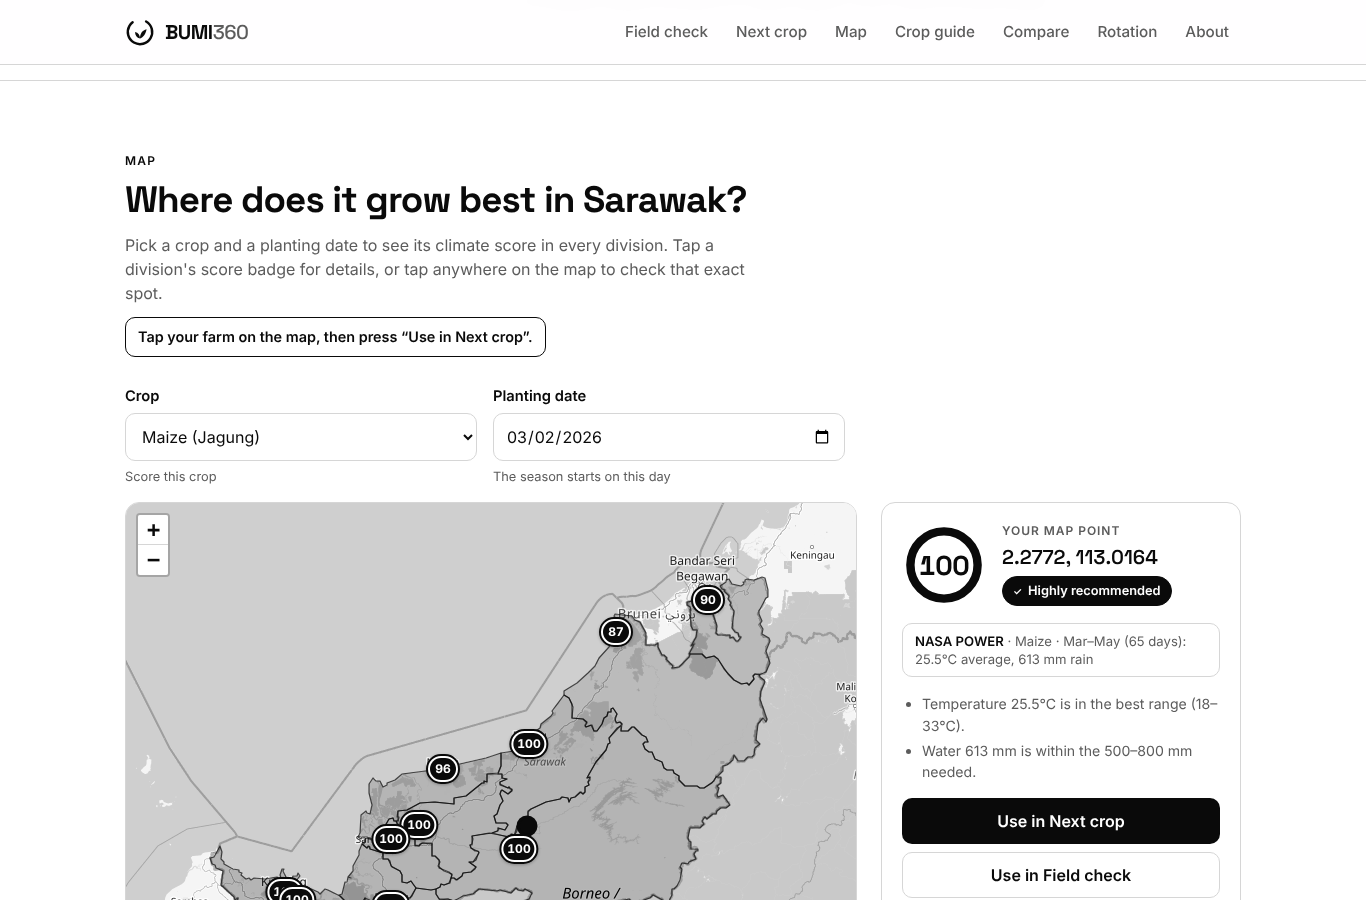 BUMI360
Field check
Next crop
Map
Crop guide
Compare
Rotation
About
MAP
Where does it grow best in Sarawak?
Pick a crop and a planting date to see its climate score in every division. Tap a
division's score badge for details, or tap anywhere on the map to check that exact
spot.
Tap your farm on the map, then press “Use in Next crop”.
Crop
Planting date
Maize (Jagung)
03/02/2026
Score this crop
The season starts on this day
+
−
Bandar Seri
Begawan
Keningau
90
Brunei بروني
87
100
Sarawak
96
100
100
100
100
Borneo /
100
YOUR MAP POINT
2.2772, 113.0164
✓ Highly recommended
NASA POWER · Maize · Mar–May (65 days):
25.5°C average, 613 mm rain
• Temperature 25.5°C is in the best range (18–
33°C).
• Water 613 mm is within the 500–800 mm
needed.
Use in Next crop
Use in Field check